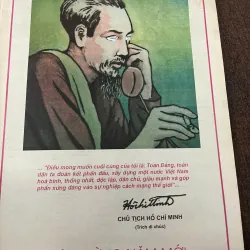 "Điều mong muốn cuối cùng của tôi là: Toàn Đảng, toàn
dân ta đoàn kết phấn đấu, xây dựng một nước Việt Nam
hoà bình, thống nhất, độc lập, dân chủ, giàu mạnh và góp
phần xứng đáng vào sự nghiệp cách mạng thế giới"...
CHỦ TỊCH HỒ CHÍ MINH
(Trích di chúc)